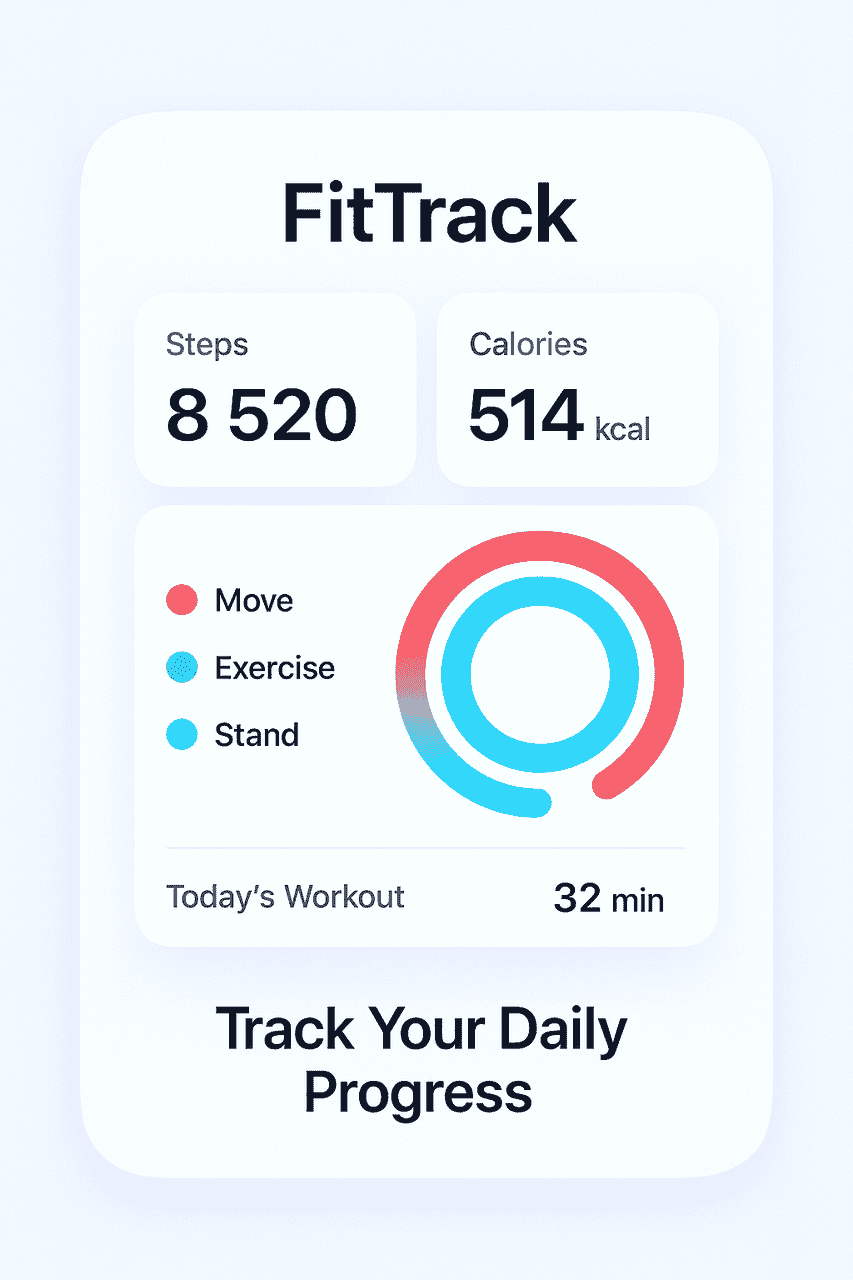 FitTrack
Steps
8 520
Calories
514 kcal
Move
Exercise
Stand
Today’s Workout
32 min
Track Your Daily
Progress